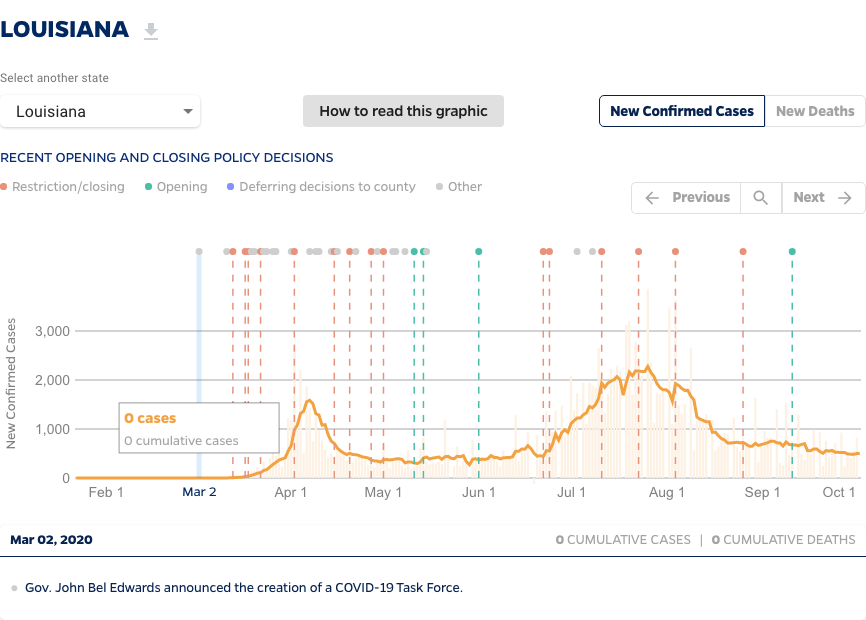 LOUISIANA
Select another state
Louisiana
How to read this graphic
New Confirmed Cases
New Deaths
RECENT OPENING AND CLOSING POLICY DECISIONS
Restriction/closing
Opening
Deferring decisions to county
Other
Previous
Next
New Confirmed Cases
3,000
2,000
1,000
0
0 cases
0 cumulative cases
Feb 1
Mar 2
Apr 1
May 1
Jun 1
Jul 1
Aug 1
Sep 1
Oct 1
Mar 02, 2020
0 CUMULATIVE CASES | 0 CUMULATIVE DEATHS
Gov. John Bel Edwards announced the creation of a COVID-19 Task Force.